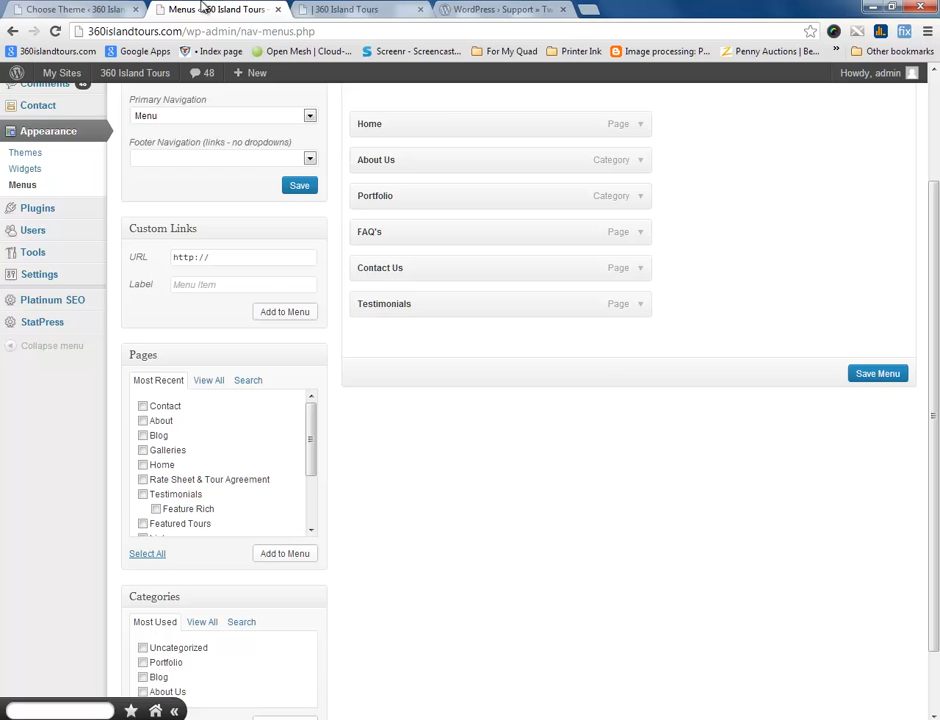 Choose Theme ‹ 360 Islan
Menus ‹ 360 Island Tours
| 360 Island Tours
WordPress › Support » Tw
360islandtours.com/wp-admin/nav-menus.php
360islandtours.com
Google Apps
• Index page
Open Mesh | Cloud-...
Screenr - Screencast...
For My Quad
Printer Ink
Image processing; P...
Penny Auctions | Be...
»
Other bookmarks
My Sites
360 Island Tours
48
+ New
Howdy, admin
Comments 48
Contact
Appearance
Themes
Widgets
Menus
Plugins
Users
Tools
Settings
Platinum SEO
StatPress
Collapse menu
Primary Navigation
Menu
Footer Navigation (links - no dropdowns)
Save
Custom Links
URL
http://
Label
Menu Item
Add to Menu
Pages
Most Recent
View All
Search
Contact
About
Blog
Galleries
Home
Rate Sheet & Tour Agreement
Testimonials
Feature Rich
Featured Tours
Select All
Add to Menu
Categories
Most Used
View All
Search
Uncategorized
Portfolio
Blog
About Us
Home Page
About Us Category
Portfolio Category
FAQ's Page
Contact Us Page
Testimonials Page
Save Menu